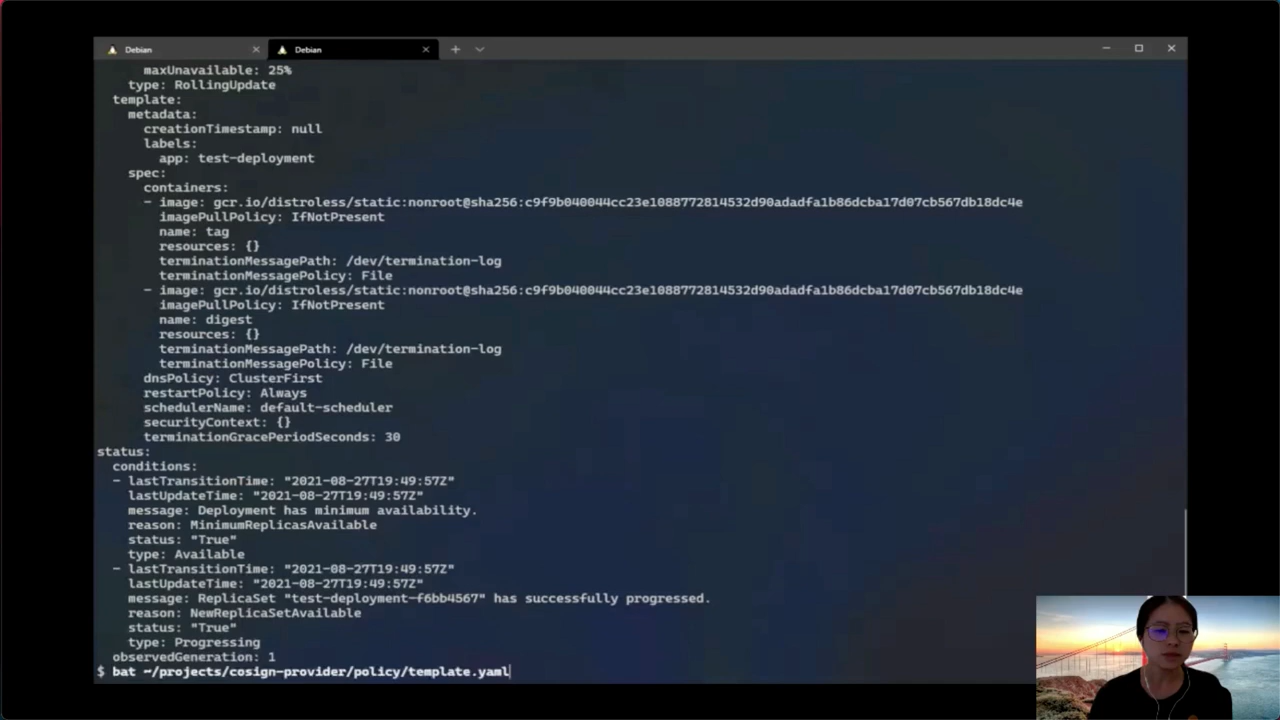 Debian
Debian
maxUnavailable: 25%
type: RollingUpdate
template:
metadata:
creationTimestamp: null
labels:
app: test-deployment
spec:
containers:
- image: gcr.io/distroless/static:nonroot@sha256:c9f9b040044cc23e1088772814532d90adadfa1b86dcba17d07cb567db18dc4e
imagePullPolicy: IfNotPresent
name: tag
resources: {}
terminationMessagePath: /dev/termination-log
terminationMessagePolicy: File
- image: gcr.io/distroless/static:nonroot@sha256:c9f9b040044cc23e1088772814532d90adadfa1b86dcba17d07cb567db18dc4e
imagePullPolicy: IfNotPresent
name: digest
resources: {}
terminationMessagePath: /dev/termination-log
terminationMessagePolicy: File
dnsPolicy: ClusterFirst
restartPolicy: Always
schedulerName: default-scheduler
securityContext: {}
terminationGracePeriodSeconds: 30
status:
conditions:
- lastTransitionTime: "2021-08-27T19:49:57Z"
lastUpdateTime: "2021-08-27T19:49:57Z"
message: Deployment has minimum availability.
reason: MinimumReplicasAvailable
status: "True"
type: Available
- lastTransitionTime: "2021-08-27T19:49:57Z"
lastUpdateTime: "2021-08-27T19:49:57Z"
message: ReplicaSet "test-deployment-f6bb4567" has successfully progressed.
reason: NewReplicaSetAvailable
status: "True"
type: Progressing
observedGeneration: 1
$ bat ~/projects/cosign-provider/policy/template.yaml